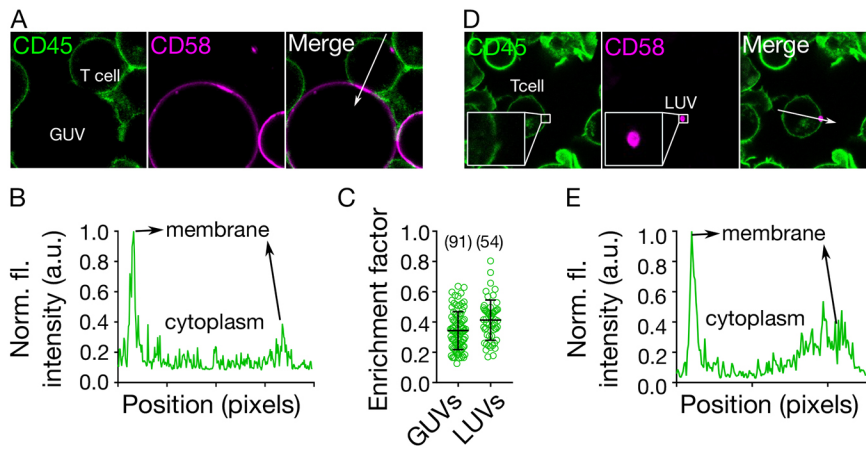 A
CD45
CD58
Merge
T cell
GUV
D
CD45
CD58
Merge
Tcell
LUV
B
Norm. fl.
intensity (a.u.)
1.0
0.8
0.6
0.4
0.2
0.0
membrane
cytoplasm
Position (pixels)
C
Enrichment factor
1.0
0.8
0.6
0.4
0.2
0.0
(91) (54)
GUVs
LUVs
E
Norm. fl.
intensity (a.u.)
1.0
0.8
0.6
0.4
0.2
0.0
membrane
cytoplasm
Position (pixels)